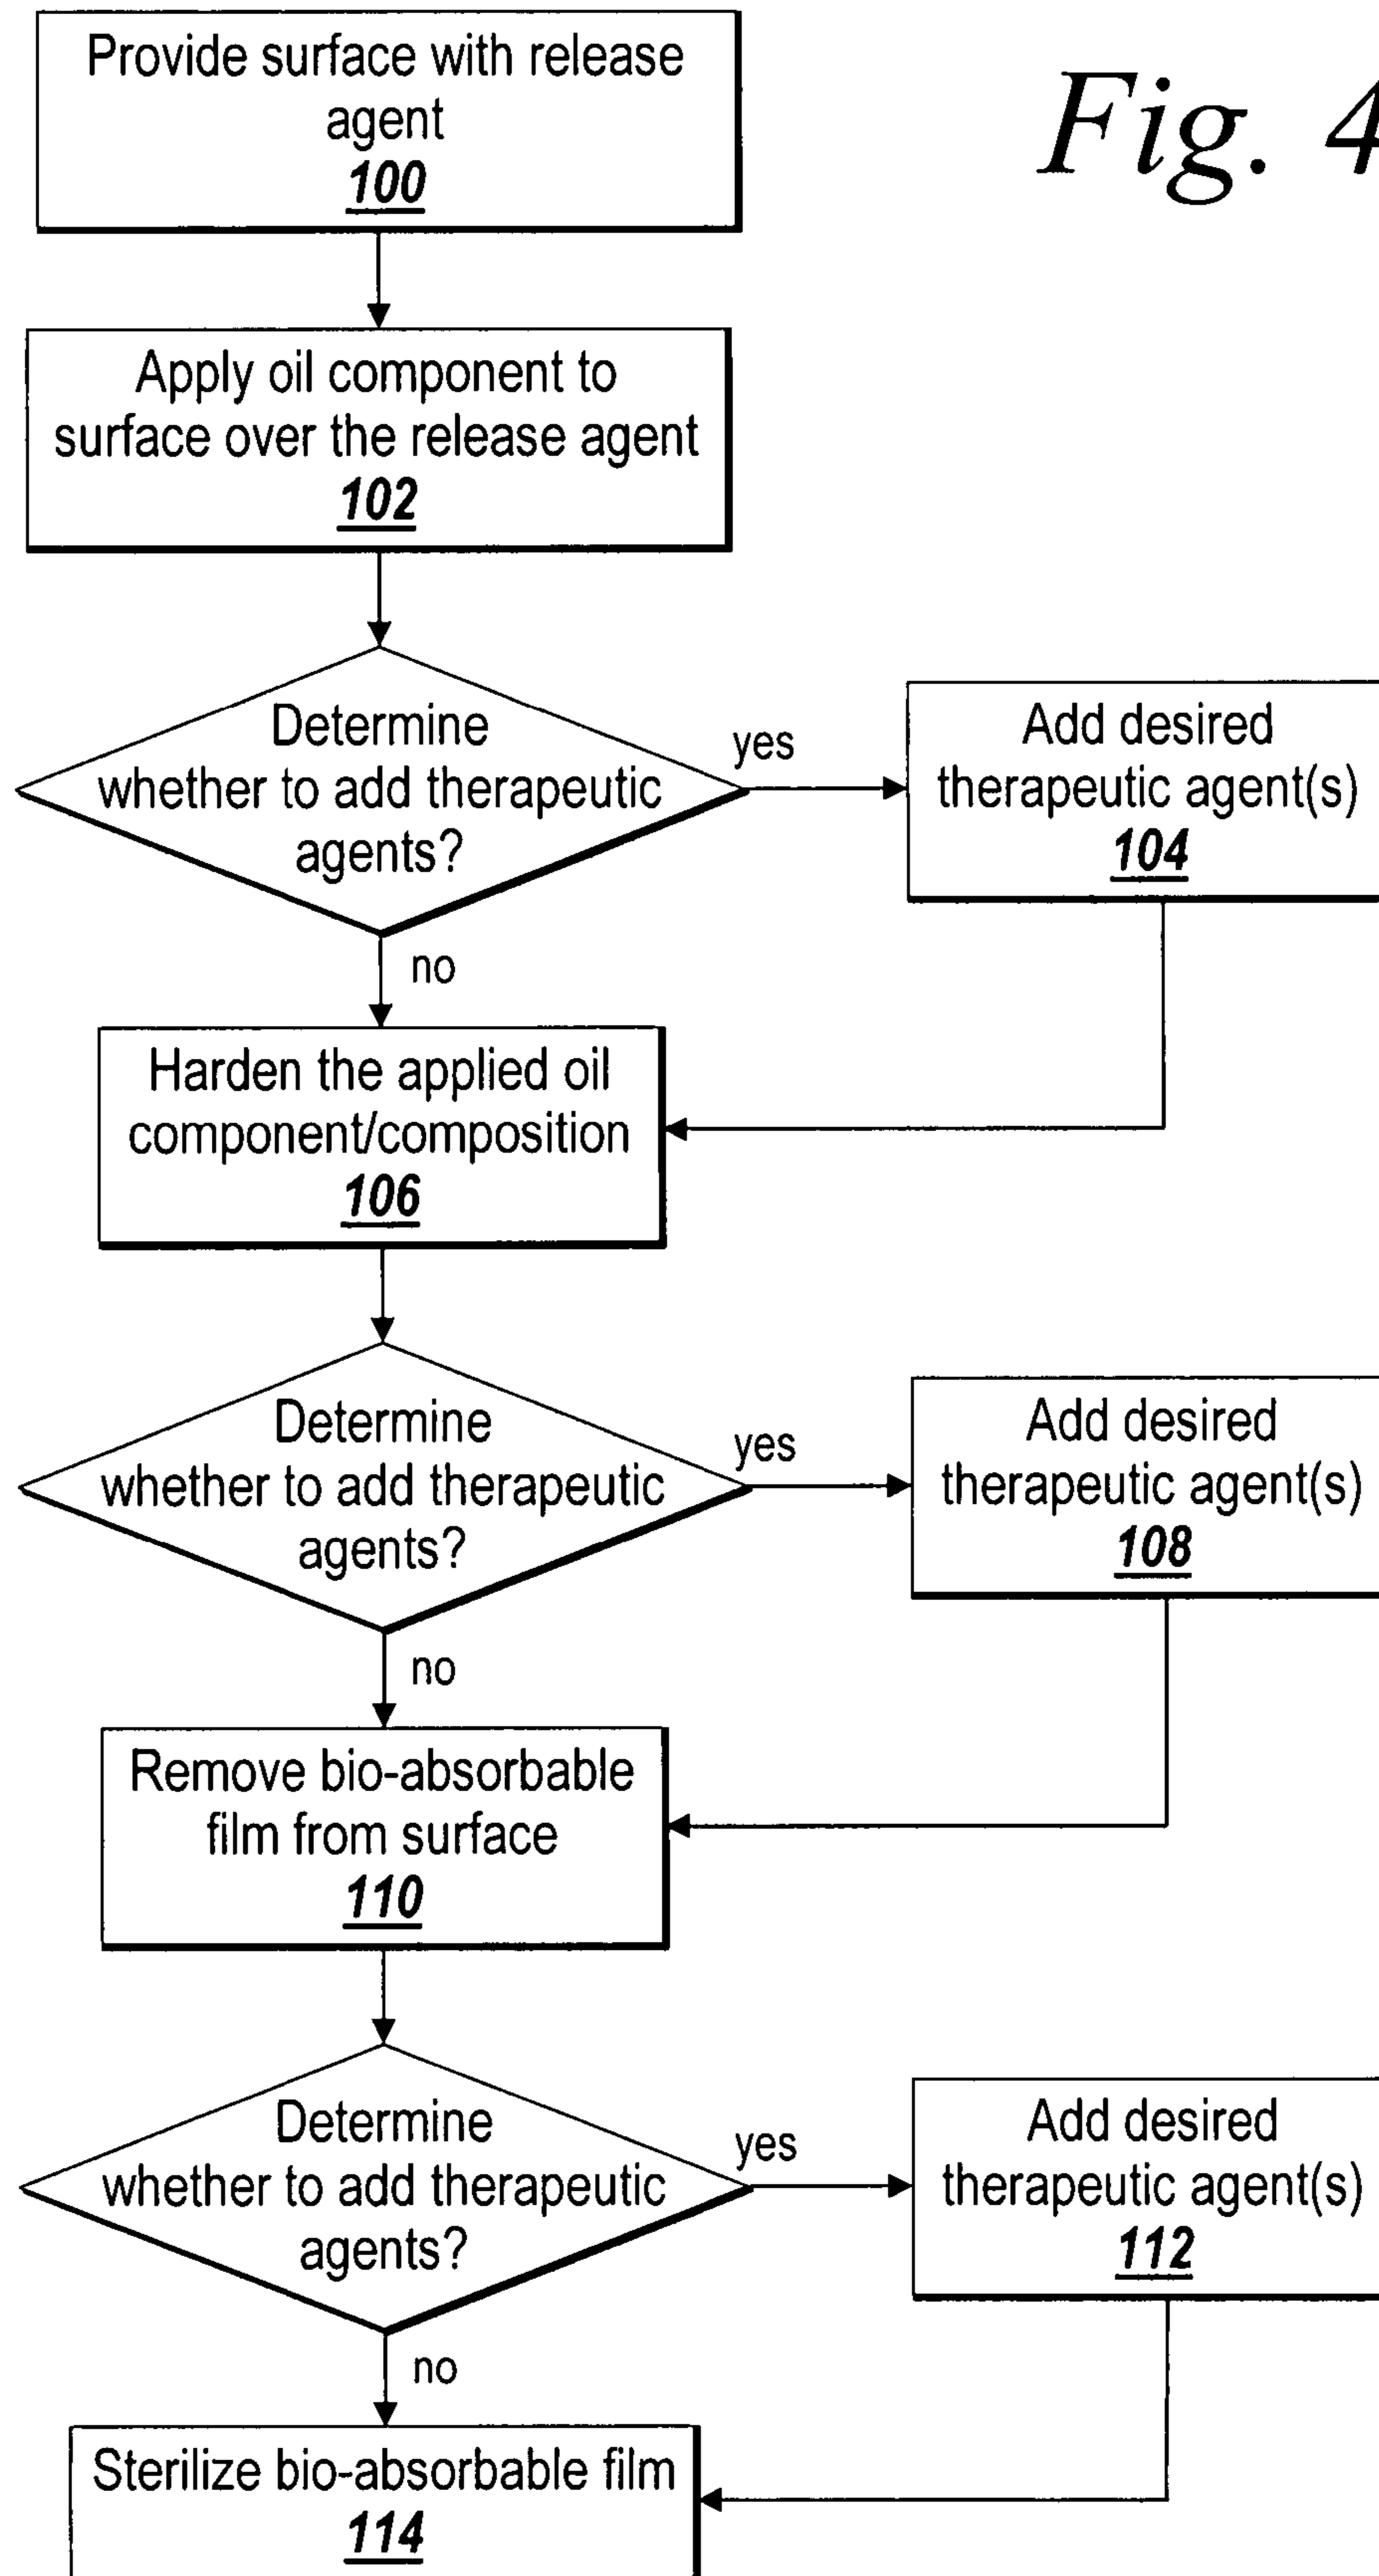 Provide surface with release
agent
100
Fig. 4
Apply oil component to
surface over the release agent
102
Determine
whether to add therapeutic
agents?
yes
Add desired
therapeutic agent(s)
104
no
Harden the applied oil
component/composition
106
Determine
whether to add therapeutic
agents?
yes
Add desired
therapeutic agent(s)
108
no
Remove bio-absorbable
film from surface
110
Determine
whether to add therapeutic
agents?
yes
Add desired
therapeutic agent(s)
112
no
Sterilize bio-absorbable film
114